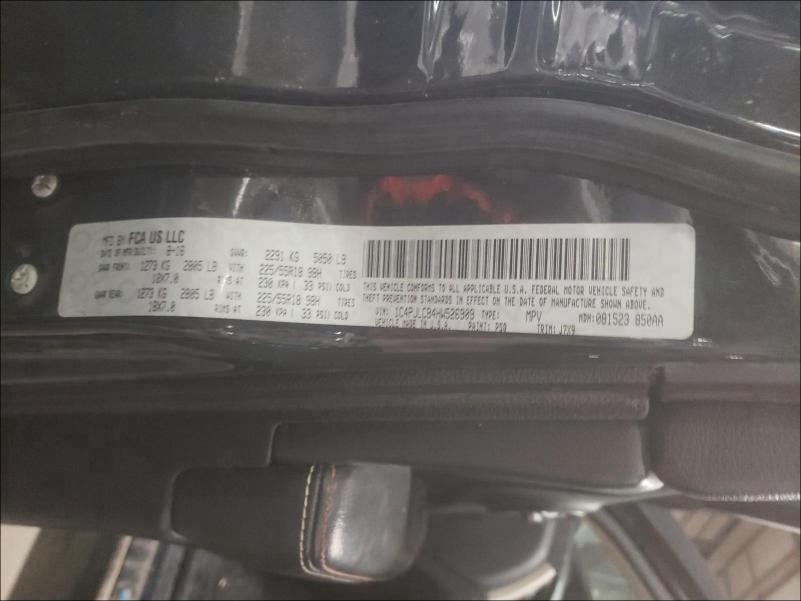 MFD BY FCA US LLC
DATE OF MFR(BUILT): 8-16 GVWR: 2291 KG 5050 LB
GAWR FRONT: 1273 KG 2805 LB WITH 225/55R18 98H TIRES
18X7.0 RIMS AT 230 KPA ( 33 PSI) COLD
GAWR REAR: 1273 KG 2805 LB WITH 225/55R18 98H TIRES
18X7.0 RIMS AT 230 KPA ( 33 PSI) COLD
THIS VEHICLE CONFORMS TO ALL APPLICABLE U.S.A. FEDERAL MOTOR VEHICLE SAFETY AND
THEFT PREVENTION STANDARDS IN EFFECT ON THE DATE OF MANUFACTURE SHOWN ABOVE.
VIN: 1C4PJLCB4HW526909 TYPE: MPV MDH: 081523 850AA
VEHICLE MADE IN U.S.A. PAINT: PSQ TRIM: J7X9